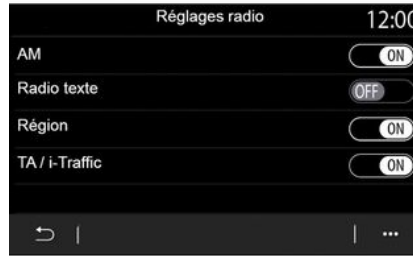 Réglages radio 12:00
AM ON
Radio texte OFF
Région ON
TA / i-Traffic ON